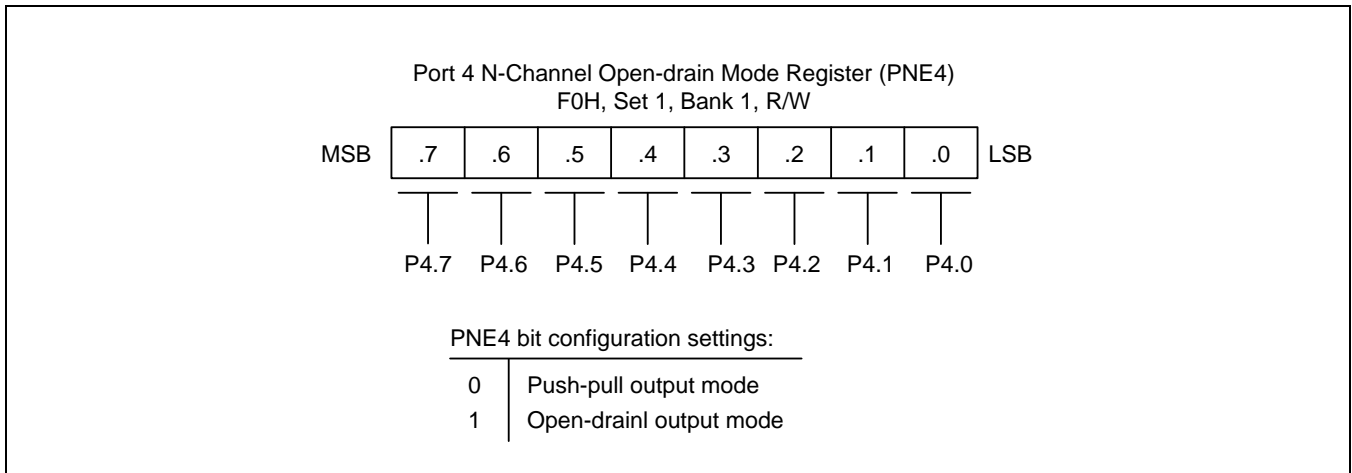 Port 4 N-Channel Open-drain Mode Register (PNE4)
F0H, Set 1, Bank 1, R/W
MSB .7 .6 .5 .4 .3 .2 .1 .0 LSB
P4.7 P4.6 P4.5 P4.4 P4.3 P4.2 P4.1 P4.0
PNE4 bit configuration settings:
0 Push-pull output mode
1 Open-drainl output mode